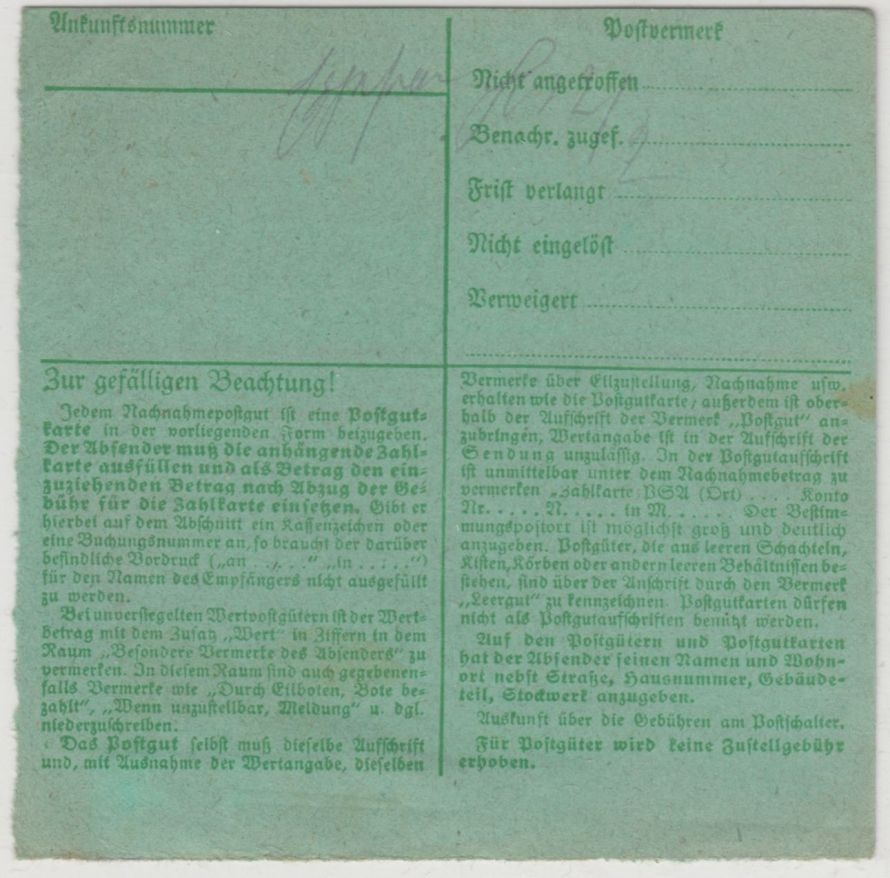 Ankunftsnummer
Postvermerk
Nicht angetroffen
Benachr. zugef.
Frist verlangt
Nicht eingelöst
Verweigert
Zur gefälligen Beachtung!
Jedem Nachnahmepostgut ist eine Postgut-
karte in der vorliegenden Form beizugeben.
Der Absender muß die anhängende Zahl-
karte ausfüllen und als Betrag den ein-
zuziehenden Betrag nach Abzug der Ge-
bühr für die Zahlkarte einsetzen. Gibt er
hierbei auf dem Abschnitt ein Kassenzeichen oder
eine Buchungsnummer an, so braucht der darüber
befindliche Vordruck („an .....“ „in .....“)
für den Namen des Empfängers nicht ausgefüllt
zu werden.
Bei unversiegelten Wertpostgütern ist der Wert-
betrag mit dem Zusatz „Wert“ in Ziffern in dem
Raum „Besondere Vermerke des Absenders“ zu
vermerken. In diesem Raum sind auch gegebenen-
falls Vermerke wie „Durch Eilboten, Bote be-
zahlt“, „Wenn unzustellbar, Meldung“ u. dgl.
niederzuschreiben.
Das Postgut selbst muß dieselbe Aufschrift
und, mit Ausnahme der Wertangabe, dieselben
Vermerke über Eilzustellung, Nachnahme usw.
erhalten wie die Postgutkarte; außerdem ist ober-
halb der Aufschrift der Vermerk „Postgut“ an-
zubringen, Wertangabe ist in der Aufschrift der
Sendung unzulässig. In der Postgutaufschrift
ist unmittelbar unter dem Nachnahmebetrag zu
vermerken „Zahlkarte PSA (Ort) .... Konto
Nr...... N..... in M..... Der Bestim-
mungspostort ist möglichst groß und deutlich
anzugeben. Postgüter, die aus leeren Schachteln,
Kisten, Körben oder andern leeren Behältnissen be-
stehen, sind über der Anschrift durch den Vermerk
„Leergut“ zu kennzeichnen. Postgutkarten dürfen
nicht als Postgutaufschriften benützt werden.
Auf den Postgütern und Postgutkarten
hat der Absender seinen Namen und Wohn-
ort nebst Straße, Hausnummer, Gebäude-
teil, Stockwerk anzugeben.
Auskunft über die Gebühren am Postschalter.
Für Postgüter wird keine Zustellgebühr
erhoben.